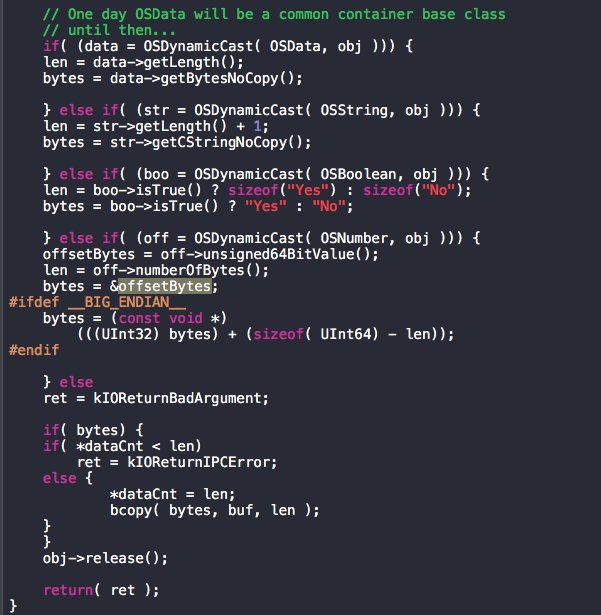 // One day OSData will be a common container base class
// until then...
if( (data = OSDynamicCast( OSData, obj ))) {
len = data->getLength();
bytes = data->getBytesNoCopy();
} else if( (str = OSDynamicCast( OSString, obj ))) {
len = str->getLength() + 1;
bytes = str->getCStringNoCopy();
} else if( (boo = OSDynamicCast( OSBoolean, obj ))) {
len = boo->isTrue() ? sizeof("Yes") : sizeof("No");
bytes = boo->isTrue() ? "Yes" : "No";
} else if( (off = OSDynamicCast( OSNumber, obj ))) {
offsetBytes = off->unsigned64BitValue();
len = off->numberOfBytes();
bytes = &offsetBytes;
#ifdef __BIG_ENDIAN__
bytes = (const void *)
(((UInt32) bytes) + (sizeof( UInt64) - len));
#endif
} else
ret = kIOReturnBadArgument;
if( bytes) {
if( *dataCnt < len)
ret = kIOReturnIPCError;
else {
*dataCnt = len;
bcopy( bytes, buf, len );
}
}
obj->release();
return( ret );
}